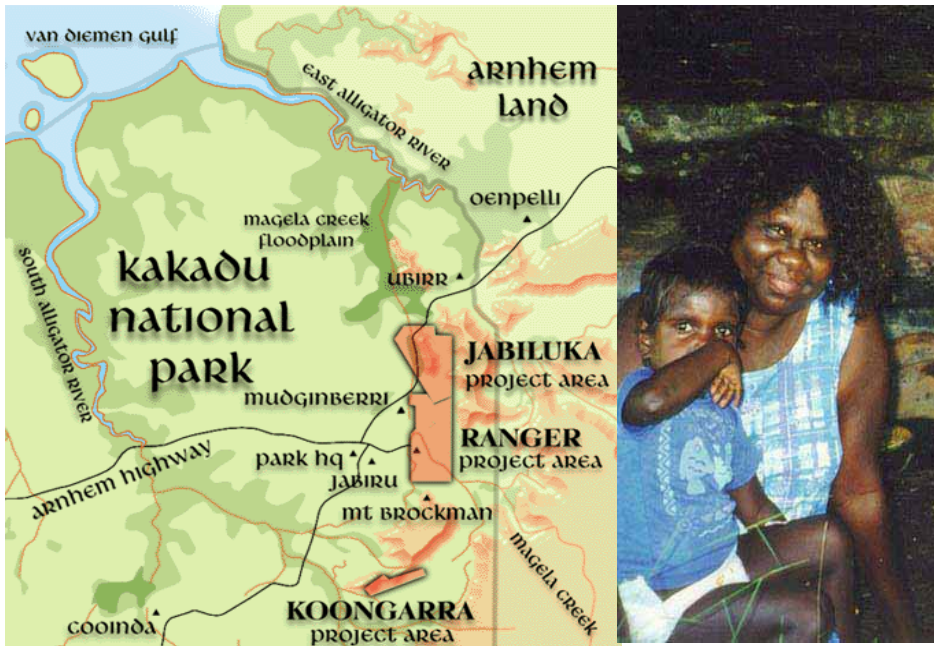 VAN DIEMEN GULF
EAST ALLIGATOR RIVER
ARNHEM
LAND
OENPELLI
MAGELA CREEK
FLOODPLAIN
UBIRR
SOUTH ALLIGATOR RIVER
KAKADU
NATIONAL
PARK
JABILUKA
PROJECT AREA
MUDGINBERRI
RANGER
PROJECT AREA
ARNHEM HIGHWAY
PARK HQ
JABIRU
MT BROCKMAN
MAGELA CREEK
KOONGARRA
PROJECT AREA
COOINDA